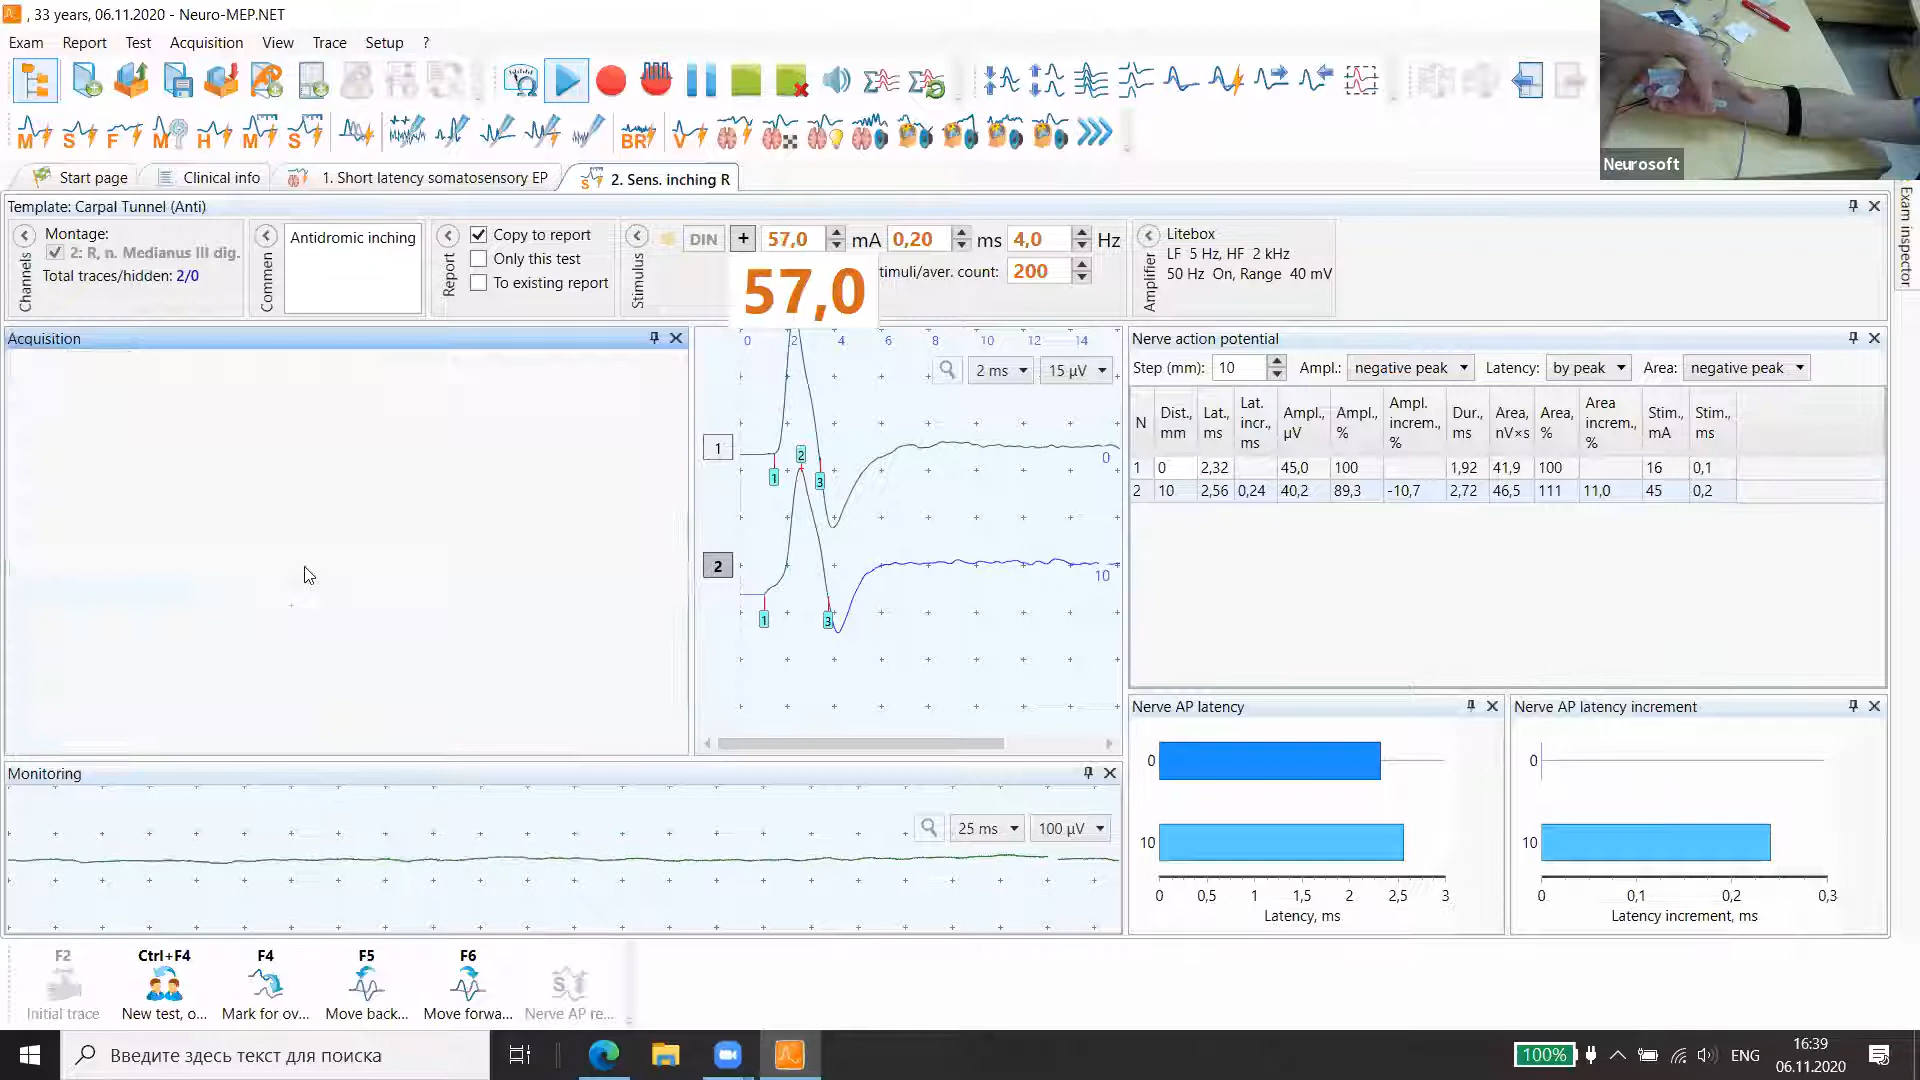 , 33 years, 06.11.2020 - Neuro-MEP.NET
Exam Report Test Acquisition View Trace Setup ?
Neurosoft
M S F M H M S BR V
Start page Clinical info 1. Short latency somatosensory EP 2. Sens. inching R
Template: Carpal Tunnel (Anti)
Channels
Montage:
2: R, n. Medianus III dig.
Total traces/hidden: 2/0
Commen
Antidromic inching
Report
Copy to report
Only this test
To existing report
Stimulus
DIN + 57,0 mA 0,20 ms 4,0 Hz
57,0
timuli/aver. count: 200
Amplifier
Litebox
LF 5 Hz, HF 2 kHz
50 Hz On, Range 40 mV
Exam inspector
Acquisition
0 2 4 6 8 10 12 14
2 ms 15 µV
1 0
1 2 3
2 10
1 3
Nerve action potential
Step (mm): 10 Ampl.: negative peak Latency: by peak Area: negative peak
N Dist., mm Lat., ms Lat. incr., ms Ampl., µV Ampl., % Ampl. increm., % Dur., ms Area, nV×s Area, % Area increm., % Stim., mA Stim., ms
1 0 2,32 45,0 100 1,92 41,9 100 16 0,1
2 10 2,56 0,24 40,2 89,3 -10,7 2,72 46,5 111 11,0 45 0,2
Monitoring
25 ms 100 µV
Nerve AP latency
0
10
0 0,5 1 1,5 2 2,5 3
Latency, ms
Nerve AP latency increment
0
10
0 0,1 0,2 0,3
Latency increment, ms
F2 Ctrl+F4 F4 F5 F6
Initial trace New test, o... Mark for ov... Move back... Move forwa... Nerve AP re...
Введите здесь текст для поиска
100% ENG 16:39
06.11.2020